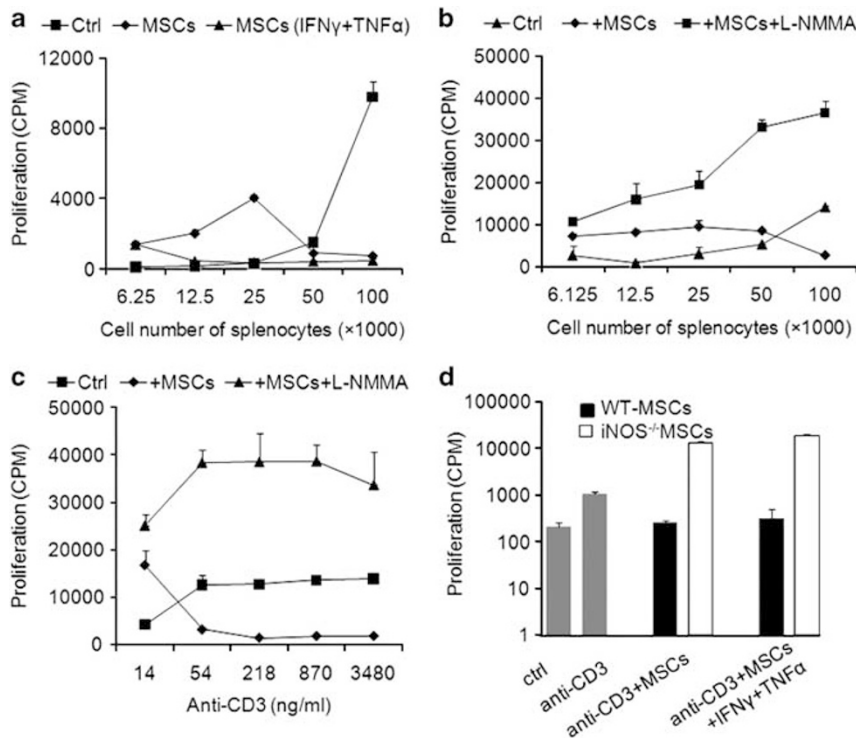 a
Ctrl MSCs MSCs (IFNγ+TNFα)
Proliferation (CPM)
12000
8000
4000
0
6.25 12.5 25 50 100
Cell number of splenocytes (×1000)
b
Ctrl +MSCs +MSCs+L-NMMA
Proliferation (CPM)
50000
40000
30000
20000
10000
0
6.125 12.5 25 50 100
Cell number of splenocytes (×1000)
c
Ctrl +MSCs +MSCs+L-NMMA
Proliferation (CPM)
50000
40000
30000
20000
10000
0
14 54 218 870 3480
Anti-CD3 (ng/ml)
d
WT-MSCs
iNOS-/-MSCs
Proliferation (CPM)
100000
10000
1000
100
10
1
ctrl
anti-CD3
anti-CD3+MSCs
anti-CD3+MSCs
+IFNγ+TNFα